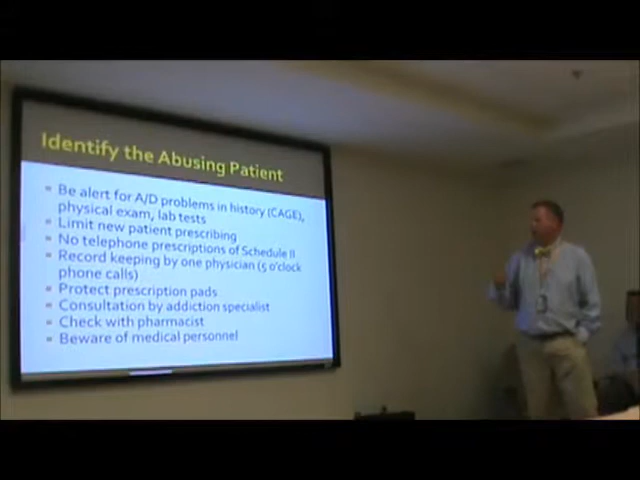 Identify the Abusing Patient
Be alert for A/D problems in history (CAGE),
physical exam, lab tests
Limit new patient prescribing
No telephone prescriptions of Schedule II
Record keeping by one physician (5 o'clock
phone calls)
Protect prescription pads
Consultation by addiction specialist
Check with pharmacist
Beware of medical personnel